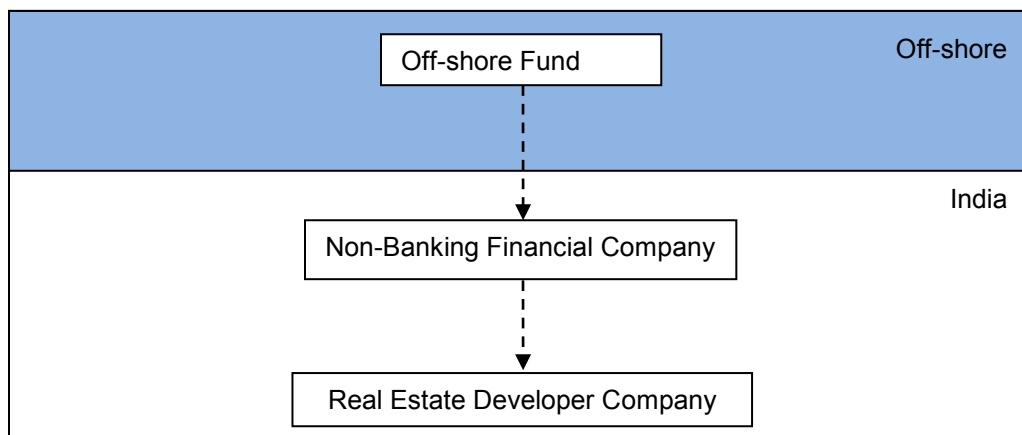 Off-shore
Off-shore Fund
India
Non-Banking Financial Company
Real Estate Developer Company